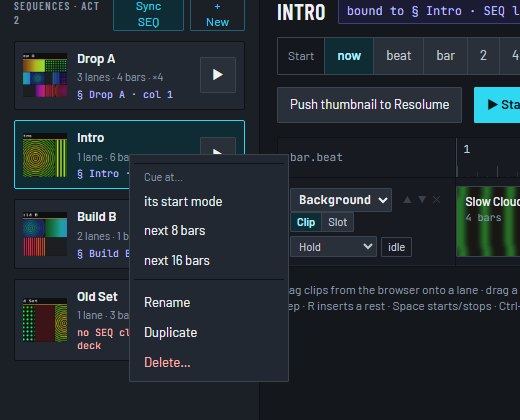 SEQUENCES · ACT 2
Sync SEQ
+ New
Drop A
3 lanes · 4 bars · ×4
§ Drop A · col 1
Intro
1 lane · 6 ba
§ Intro ·
Build B
2 lanes · 1 ba
§ Build B
Old Set
1 lane · 3 ba
no SEQ cl
deck
Cue at…
its start mode
next 8 bars
next 16 bars
Rename
Duplicate
Delete…
INTRO
bound to § Intro · SEQ l
Start
now
beat
bar
2
4
Push thumbnail to Resolume
▶ Sta
bar.beat
1
Background
Clip
Slot
Hold
idle
Slow Clouds
4 bars
ag clips from the browser onto a lane · drag a
ep · R inserts a rest · Space starts/stops · Ctrl-